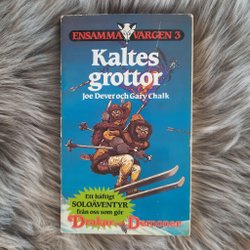 ENSAMMA VARGEN 3
Kaltes
grottor
Joe Dever och Gary Chalk
Ett häftigt
SOLOÄVENTYR
från oss som gör
Drakar och Demoner